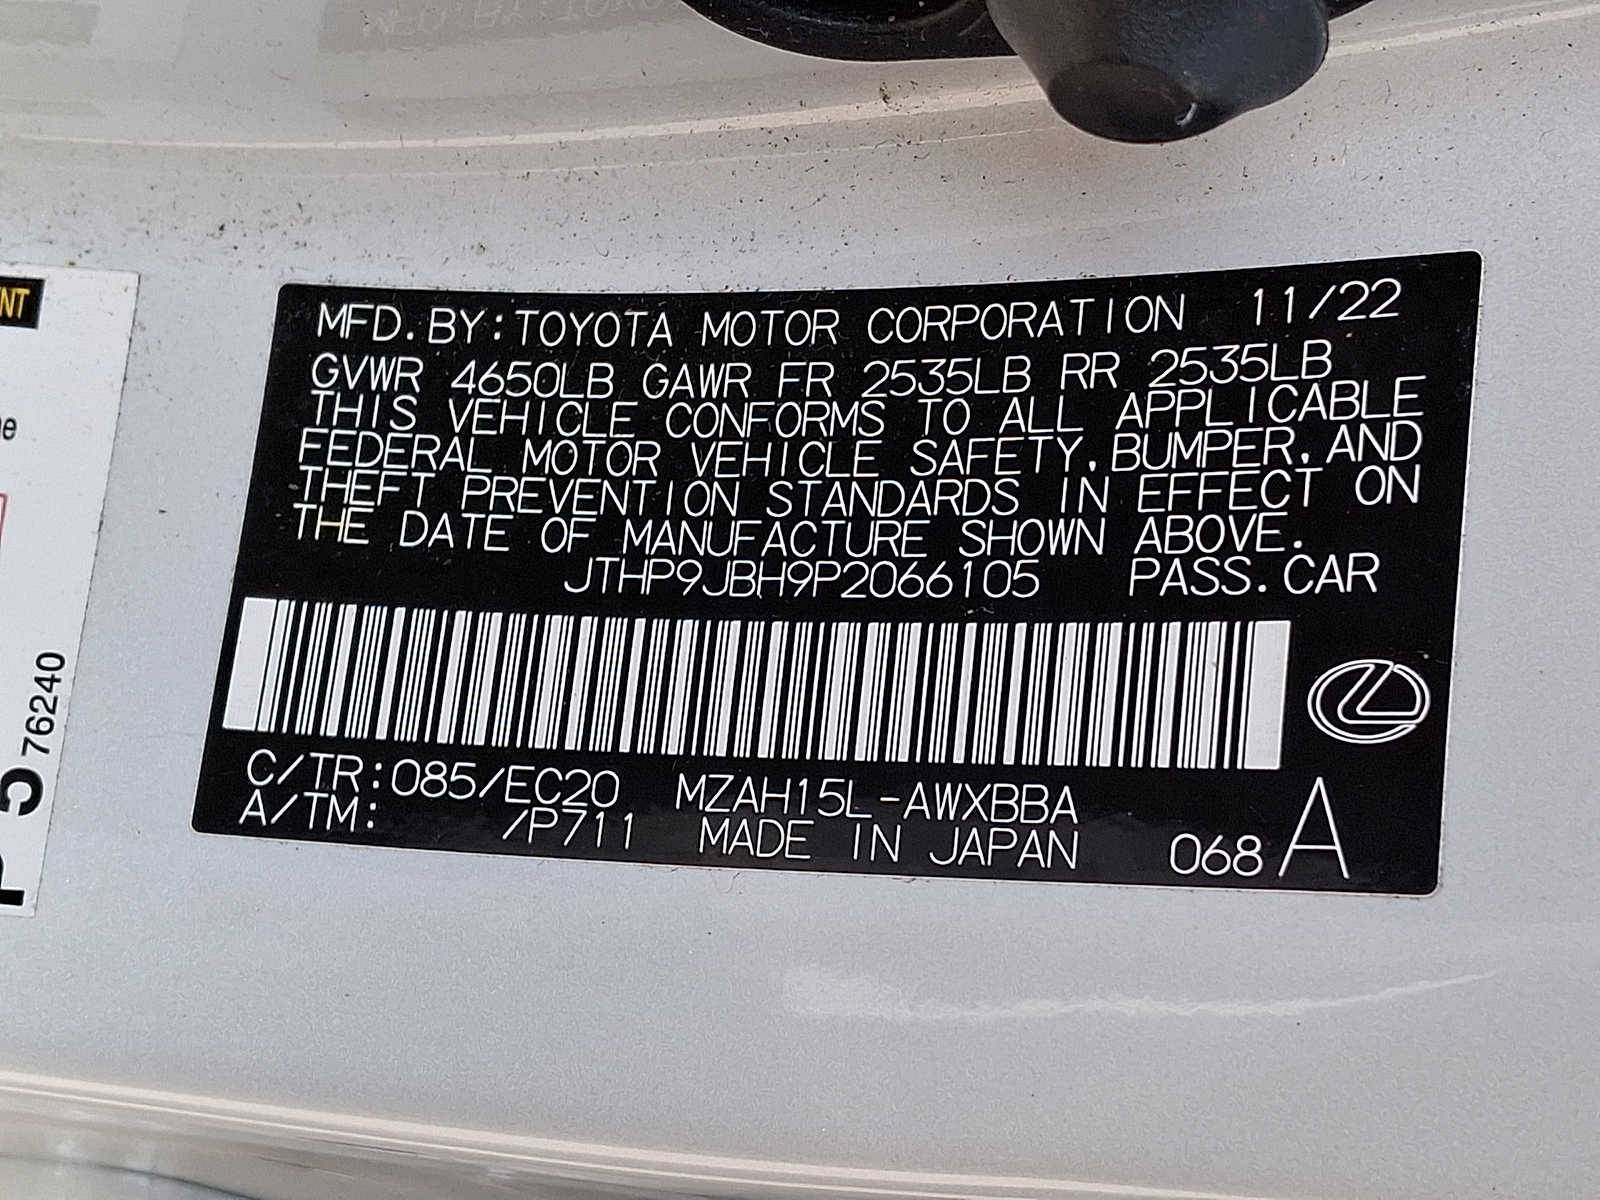 MFD.BY:TOYOTA MOTOR CORPORATION 11/22
GVWR 4650LB GAWR FR 2535LB RR 2535LB
THIS VEHICLE CONFORMS TO ALL APPLICABLE
FEDERAL MOTOR VEHICLE SAFETY,BUMPER,AND
THEFT PREVENTION STANDARDS IN EFFECT ON
THE DATE OF MANUFACTURE SHOWN ABOVE.
JTHP9JBH9P2066105 PASS.CAR
C/TR:085/EC20 MZAH15L-AWXBBA
A/TM: /P711 MADE IN JAPAN 068 A
76240
P 5